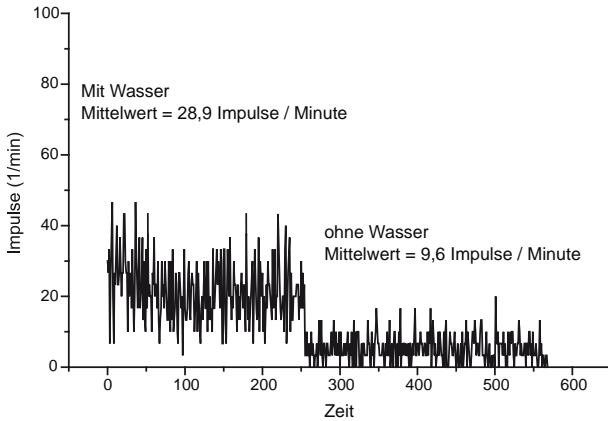 100
80
60
40
20
0
Impulse (1/min)
Mit Wasser
Mittelwert = 28,9 Impulse / Minute
ohne Wasser
Mittelwert = 9,6 Impulse / Minute
0 100 200 300 400 500 600
Zeit